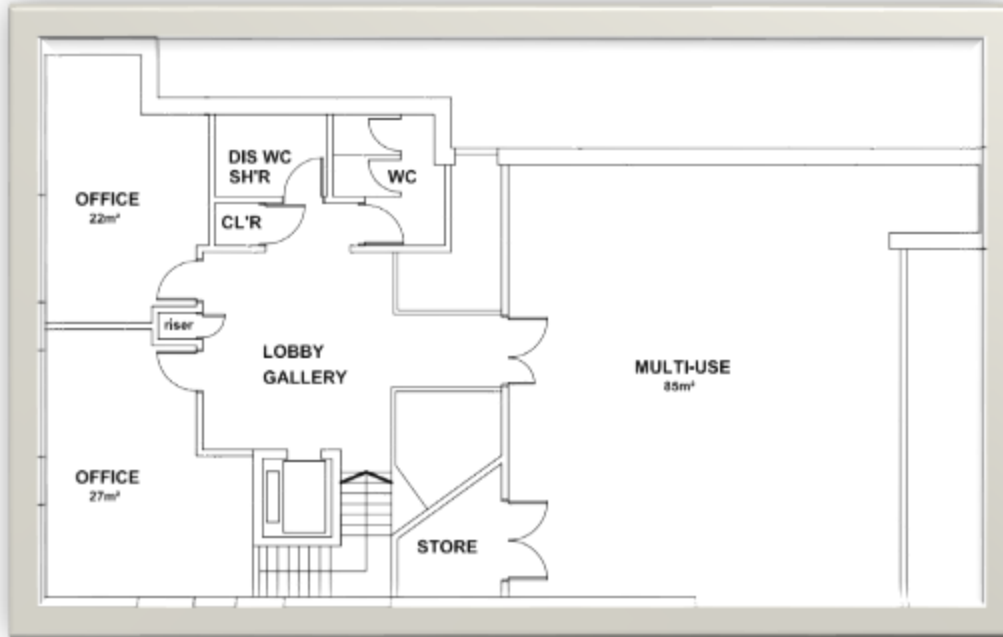 DIS WC
SH'R
WC
OFFICE
22m²
CL'R
riser
LOBBY
GALLERY
MULTI-USE
85m²
OFFICE
27m²
STORE